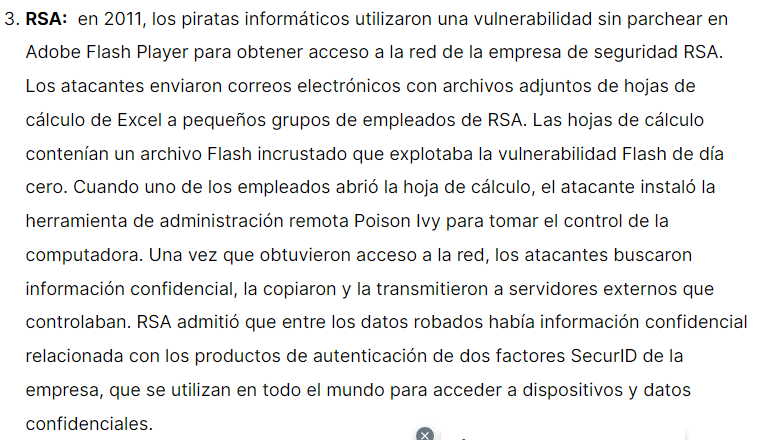 3. RSA: en 2011, los piratas informáticos utilizaron una vulnerabilidad sin parchear en
Adobe Flash Player para obtener acceso a la red de la empresa de seguridad RSA.
Los atacantes enviaron correos electrónicos con archivos adjuntos de hojas de
cálculo de Excel a pequeños grupos de empleados de RSA. Las hojas de cálculo
contenían un archivo Flash incrustado que explotaba la vulnerabilidad Flash de día
cero. Cuando uno de los empleados abrió la hoja de cálculo, el atacante instaló la
herramienta de administración remota Poison Ivy para tomar el control de la
computadora. Una vez que obtuvieron acceso a la red, los atacantes buscaron
información confidencial, la copiaron y la transmitieron a servidores externos que
controlaban. RSA admitió que entre los datos robados había información confidencial
relacionada con los productos de autenticación de dos factores SecurID de la
empresa, que se utilizan en todo el mundo para acceder a dispositivos y datos
confidenciales.